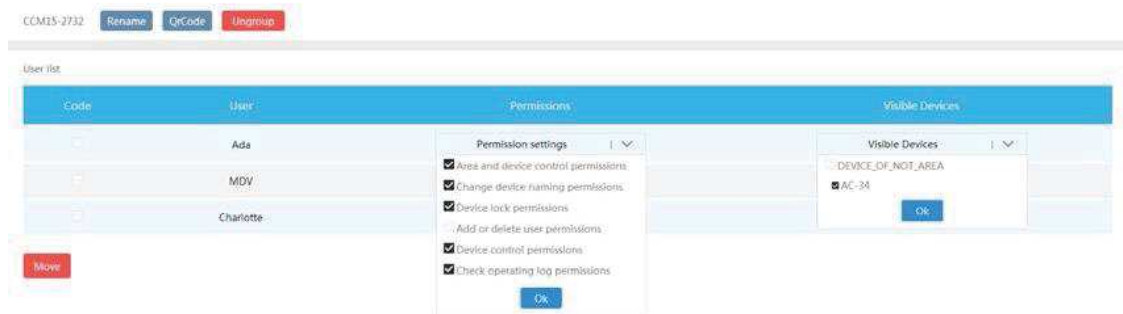 CCM15-2732 Rename QrCode Ungroup
User list
Code User Permissions Visible Devices
Ada Permission settings Visible Devices
Area and device control permissions DEVICE_OF_NOT_AREA
MDV Change device naming permissions AC-34
Device lock permissions Ok
Charlotte Add or delete user permissions
Move Device control permissions
Check operating log permissions
Ok